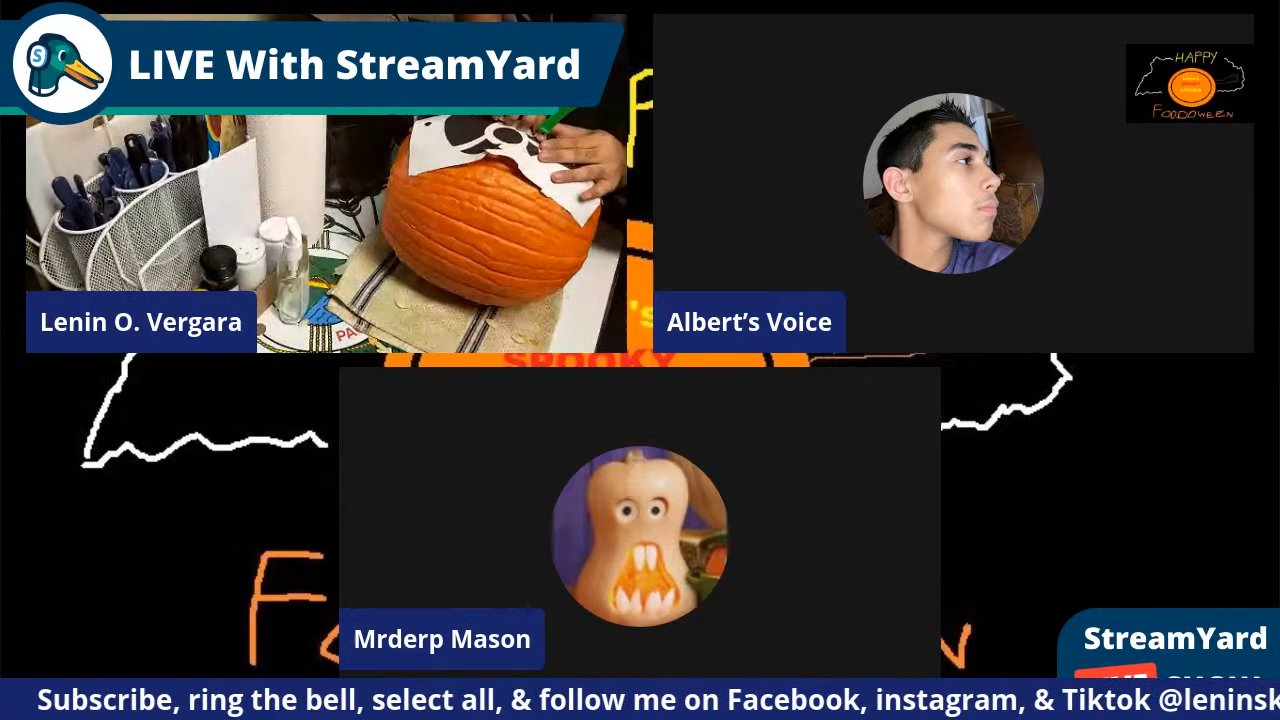 S
LIVE With StreamYard
HAPPY
FOODOWEEN
Lenin O. Vergara
Albert’s Voice
's
SPOOKY
Mrderp Mason
StreamYard
Subscribe, ring the bell, select all, & follow me on Facebook, instagram, & Tiktok @leninsk